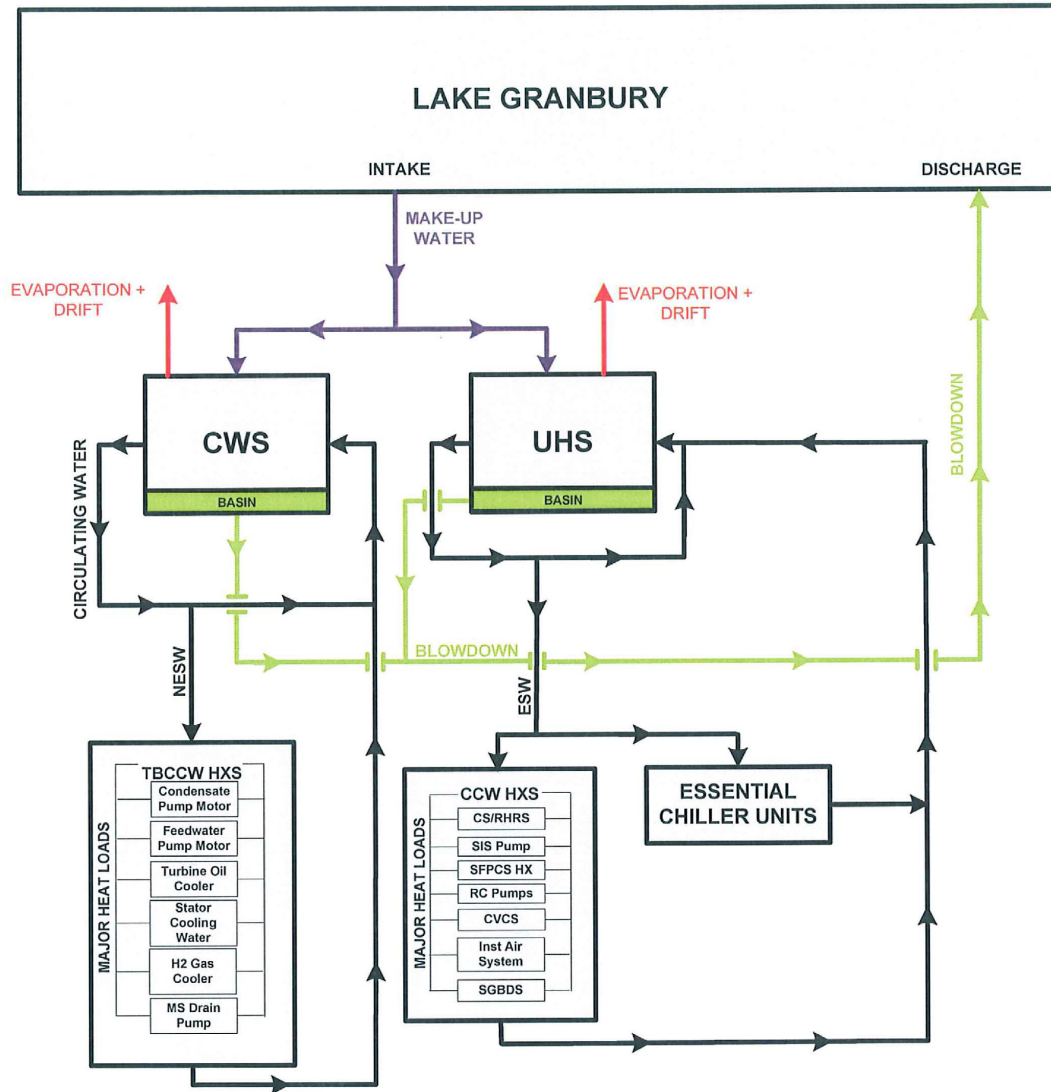 LAKE GRANBURY
INTAKE
DISCHARGE
MAKE-UP
WATER
EVAPORATION +
DRIFT
EVAPORATION +
DRIFT
CWS
BASIN
UHS
BASIN
CIRCULATING WATER
BLOWDOWN
BLOWDOWN
NESW
ESW
MAJOR HEAT LOADS
TBCCW HXS
Condensate
Pump Motor
Feedwater
Pump Motor
Turbine Oil
Cooler
Stator
Cooling
Water
H2 Gas
Cooler
MS Drain
Pump
MAJOR HEAT LOADS
CCW HXS
CS/RHRS
SIS Pump
SFPCS HX
RC Pumps
CVCS
Inst Air
System
SGBDS
ESSENTIAL
CHILLER UNITS